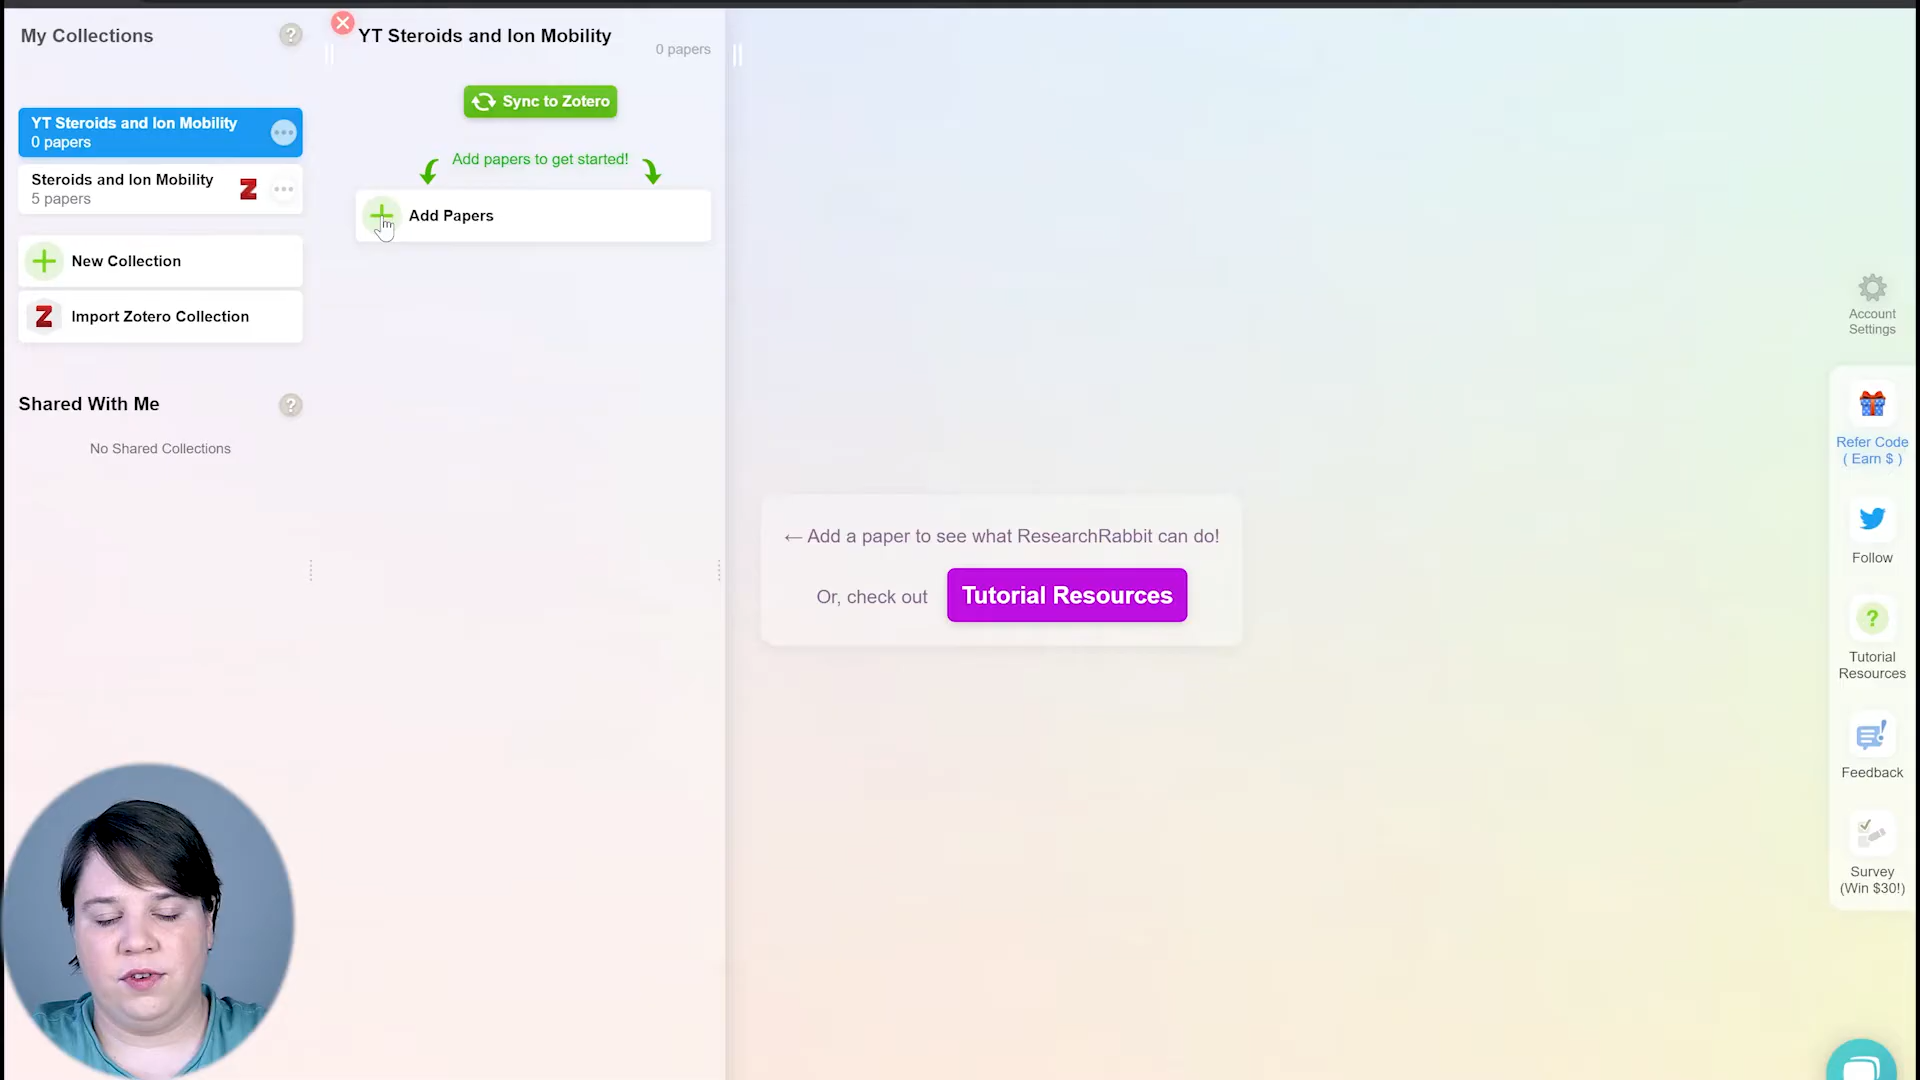 My Collections
?
YT Steroids and Ion Mobility
0 papers
Steroids and Ion Mobility
5 papers
Z
New Collection
Z
Import Zotero Collection
Shared With Me
?
No Shared Collections
YT Steroids and Ion Mobility
0 papers
Sync to Zotero
Add papers to get started!
Add Papers
← Add a paper to see what ResearchRabbit can do!
Or, check out
Tutorial Resources
Account
Settings
Refer Code
( Earn $ )
Follow
?
Tutorial
Resources
Feedback
Survey
(Win $30!)